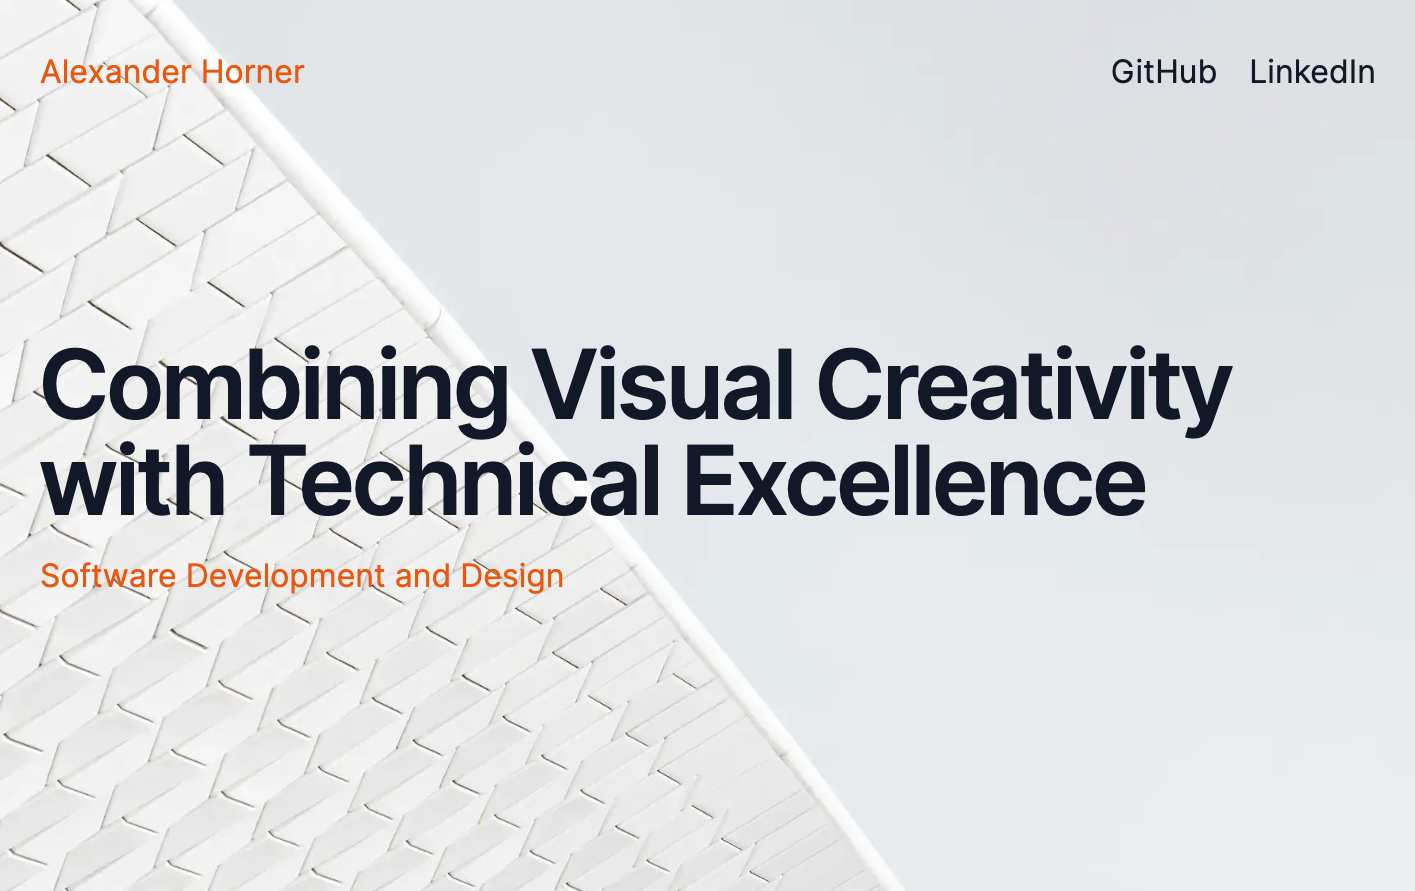 Alexander Horner
GitHub LinkedIn
Combining Visual Creativity
with Technical Excellence
Software Development and Design